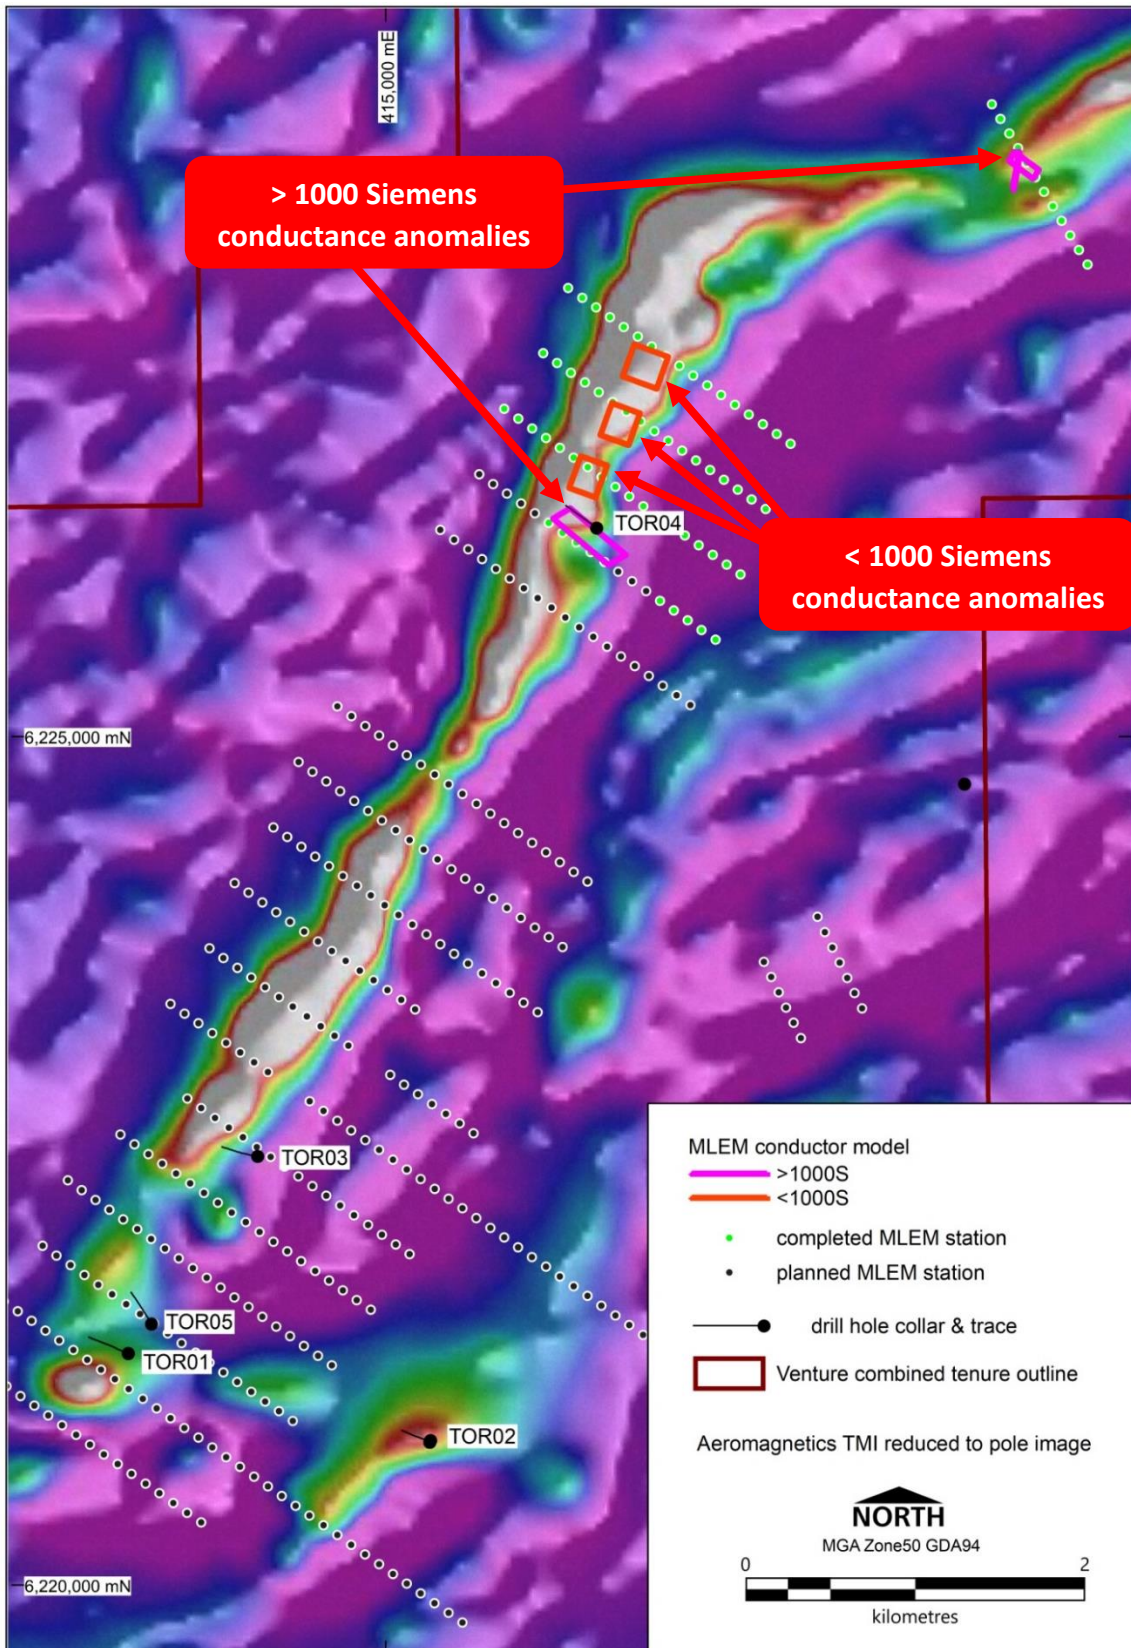 415,000 mE
> 1000 Siemens
conductance anomalies
TOR04
< 1000 Siemens
conductance anomalies
6,225,000 mN
TOR03
TOR05
TOR01
TOR02
6,220,000 mN
MLEM conductor model
>1000S
<1000S
completed MLEM station
planned MLEM station
drill hole collar & trace
Venture combined tenure outline
Aeromagnetics TMI reduced to pole image
NORTH
MGA Zone50 GDA94
0 2
kilometres